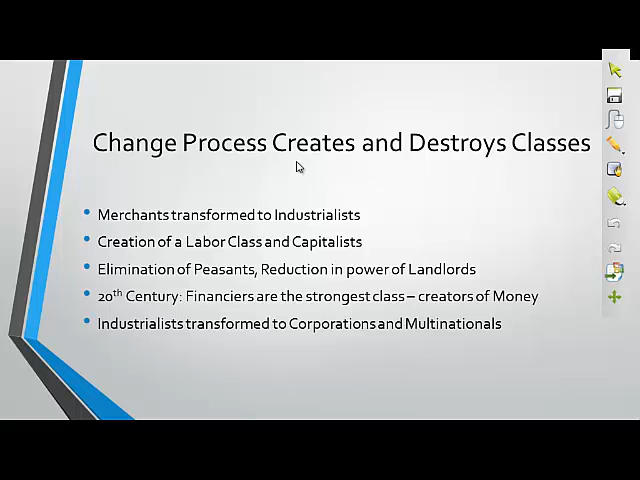 Change Process Creates and Destroys Classes
Merchants transformed to Industrialists
Creation of a Labor Class and Capitalists
Elimination of Peasants, Reduction in power of Landlords
20th Century: Financiers are the strongest class – creators of Money
Industrialists transformed to Corporations and Multinationals